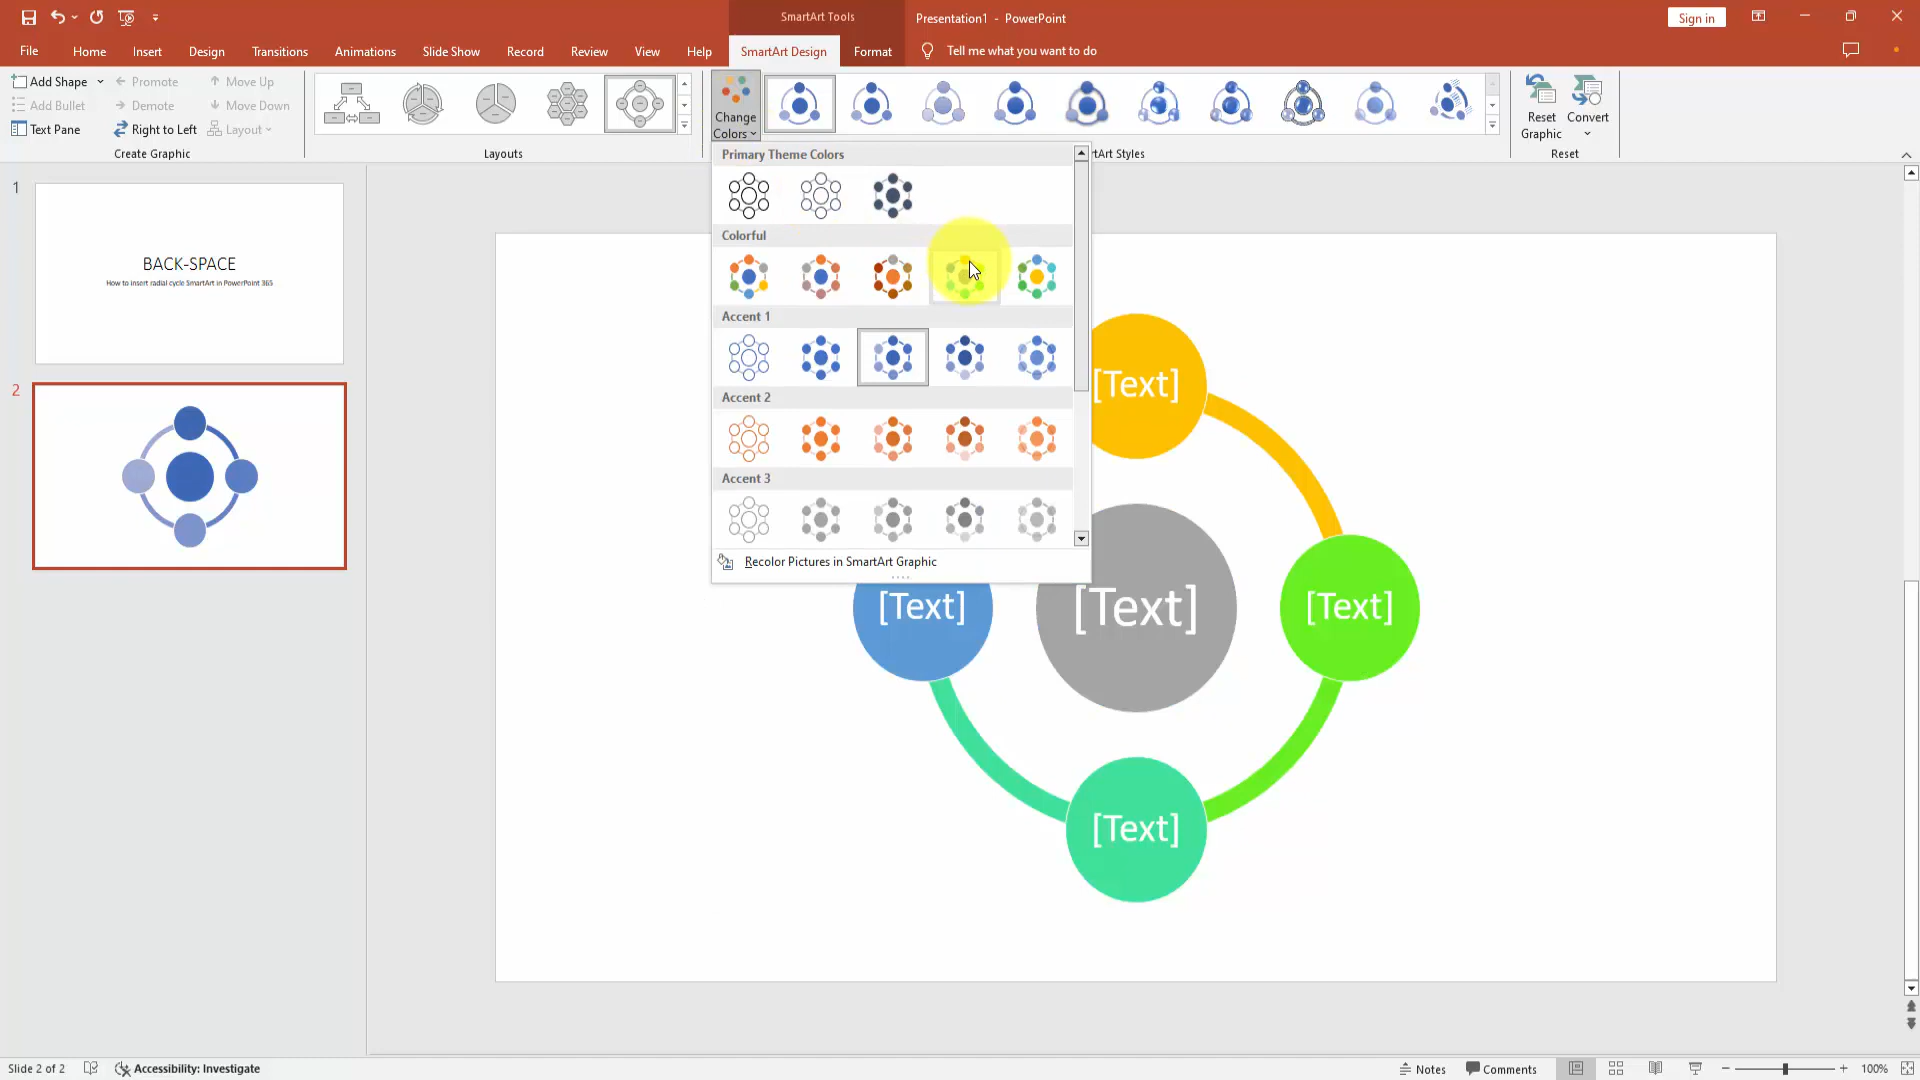 SmartArt Tools
Presentation1 - PowerPoint
Sign in
File Home Insert Design Transitions Animations Slide Show Record Review View Help SmartArt Design Format Tell me what you want to do
Add Shape Promote Move Up
Add Bullet Demote Move Down
Text Pane Right to Left Layout
Create Graphic
Layouts
Change
Colors
rtArt Styles
Reset
Graphic
Convert
Reset
Primary Theme Colors
Colorful
Accent 1
Accent 2
Accent 3
Recolor Pictures in SmartArt Graphic
1
BACK-SPACE
How to insert radial cycle SmartArt in PowerPoint 365
2
[Text]
[Text] [Text] [Text]
[Text]
Slide 2 of 2 Accessibility: Investigate Notes Comments 100%